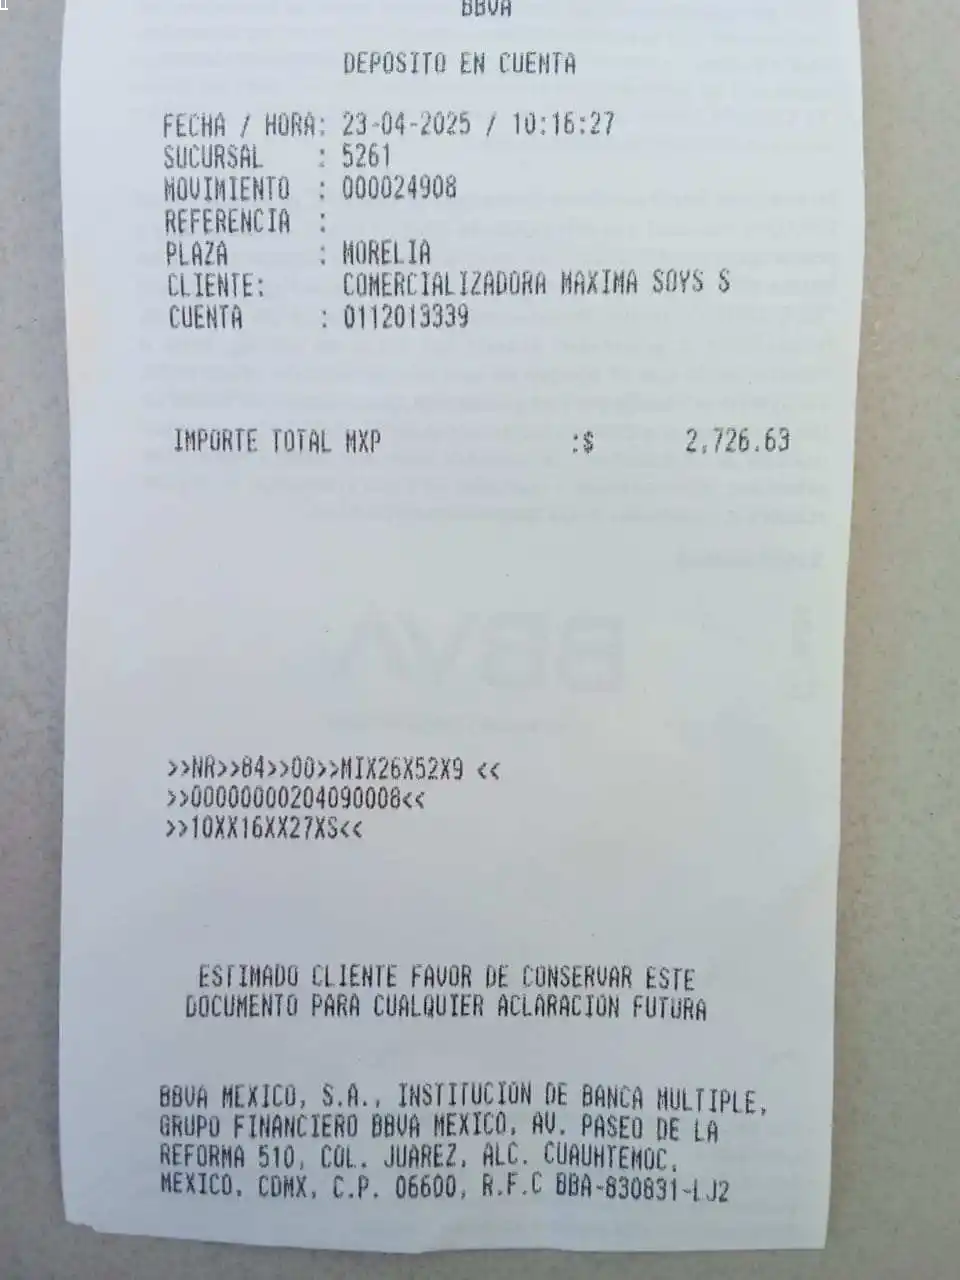 BBVA
DEPOSITO EN CUENTA
FECHA / HORA: 23-04-2025 / 10:16:27
SUCURSAL : 5261
MOVIMIENTO : 000024908
REFERENCIA :
PLAZA : MORELIA
CLIENTE: COMERCIALIZADORA MAXIMA SOYS S
CUENTA : 0112013339
IMPORTE TOTAL MXP :$ 2,726.63
>>NR>>84>>00>>MIX26X52X9 <<
>>00000000204090008<<
>>10XX16XX27XS<<
ESTIMADO CLIENTE FAVOR DE CONSERVAR ESTE
DOCUMENTO PARA CUALQUIER ACLARACION FUTURA
BBVA MEXICO, S.A., INSTITUCION DE BANCA MULTIPLE,
GRUPO FINANCIERO BBVA MEXICO, AV. PASEO DE LA
REFORMA 510, COL. JUAREZ, ALC. CUAUHTEMOC,
MEXICO, CDMX, C.P. 06600, R.F.C BBA-830831-LJ2